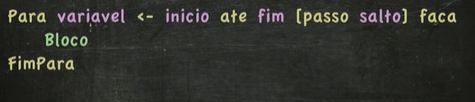 Para variavel <- inicio ate fim [passo salto] faca
Bloco
FimPara